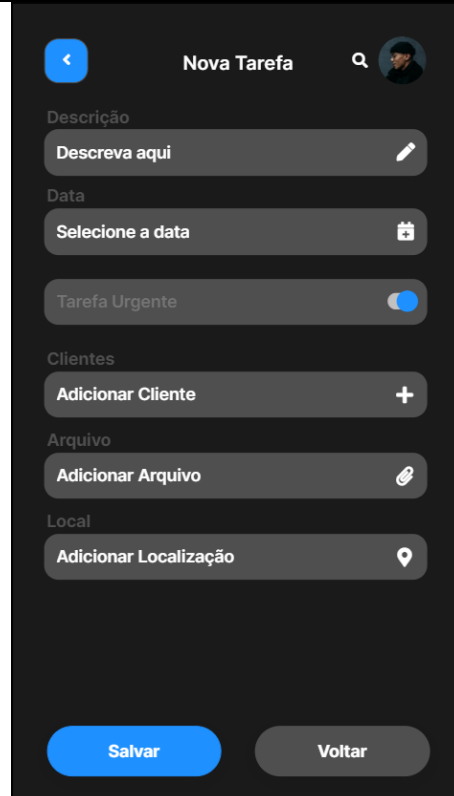 Nova Tarefa
Descrição
Descreva aqui
Data
Selecione a data
Tarefa Urgente
Clientes
Adicionar Cliente
Arquivo
Adicionar Arquivo
Local
Adicionar Localização
Salvar
Voltar